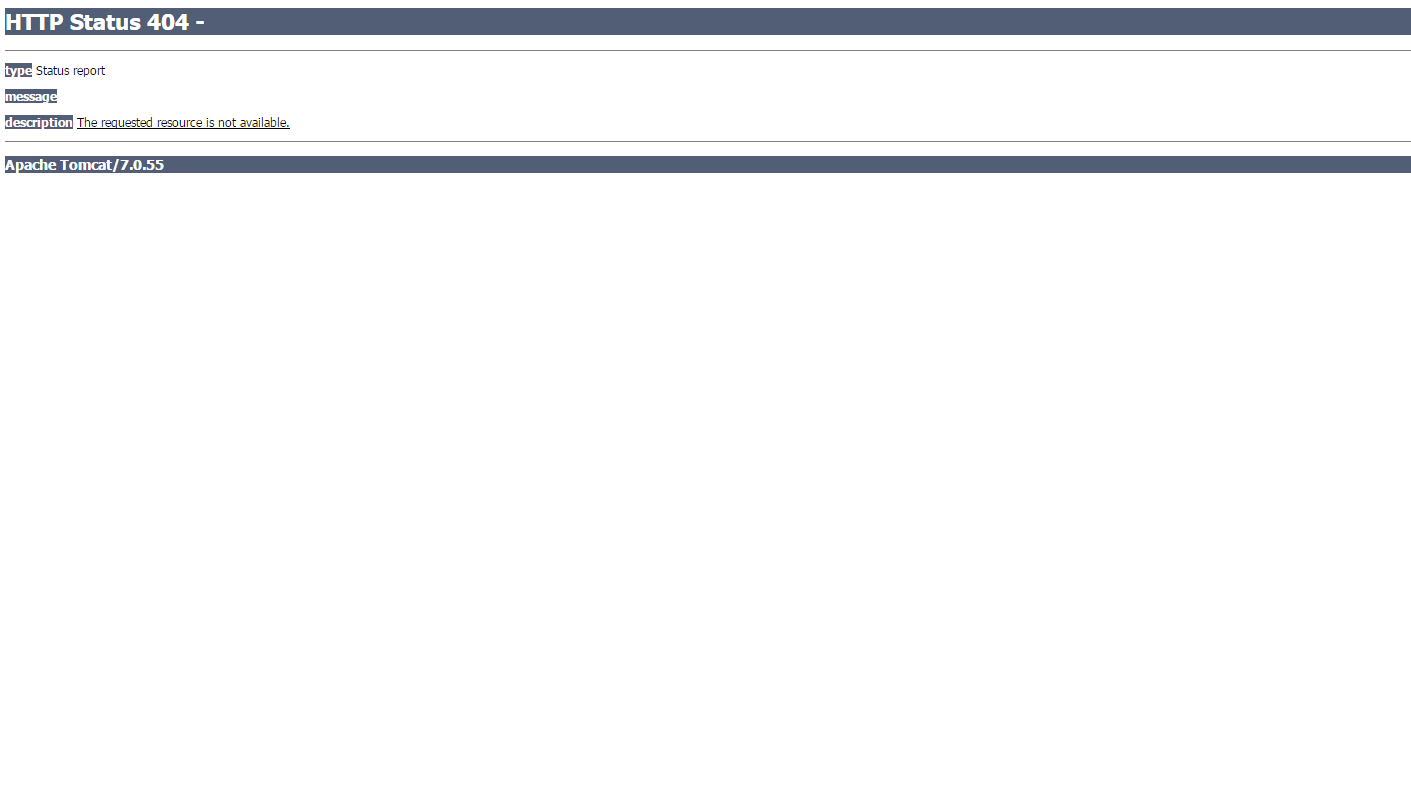 HTTP Status 404 -
type Status report
message
description The requested resource is not available.
Apache Tomcat/7.0.55